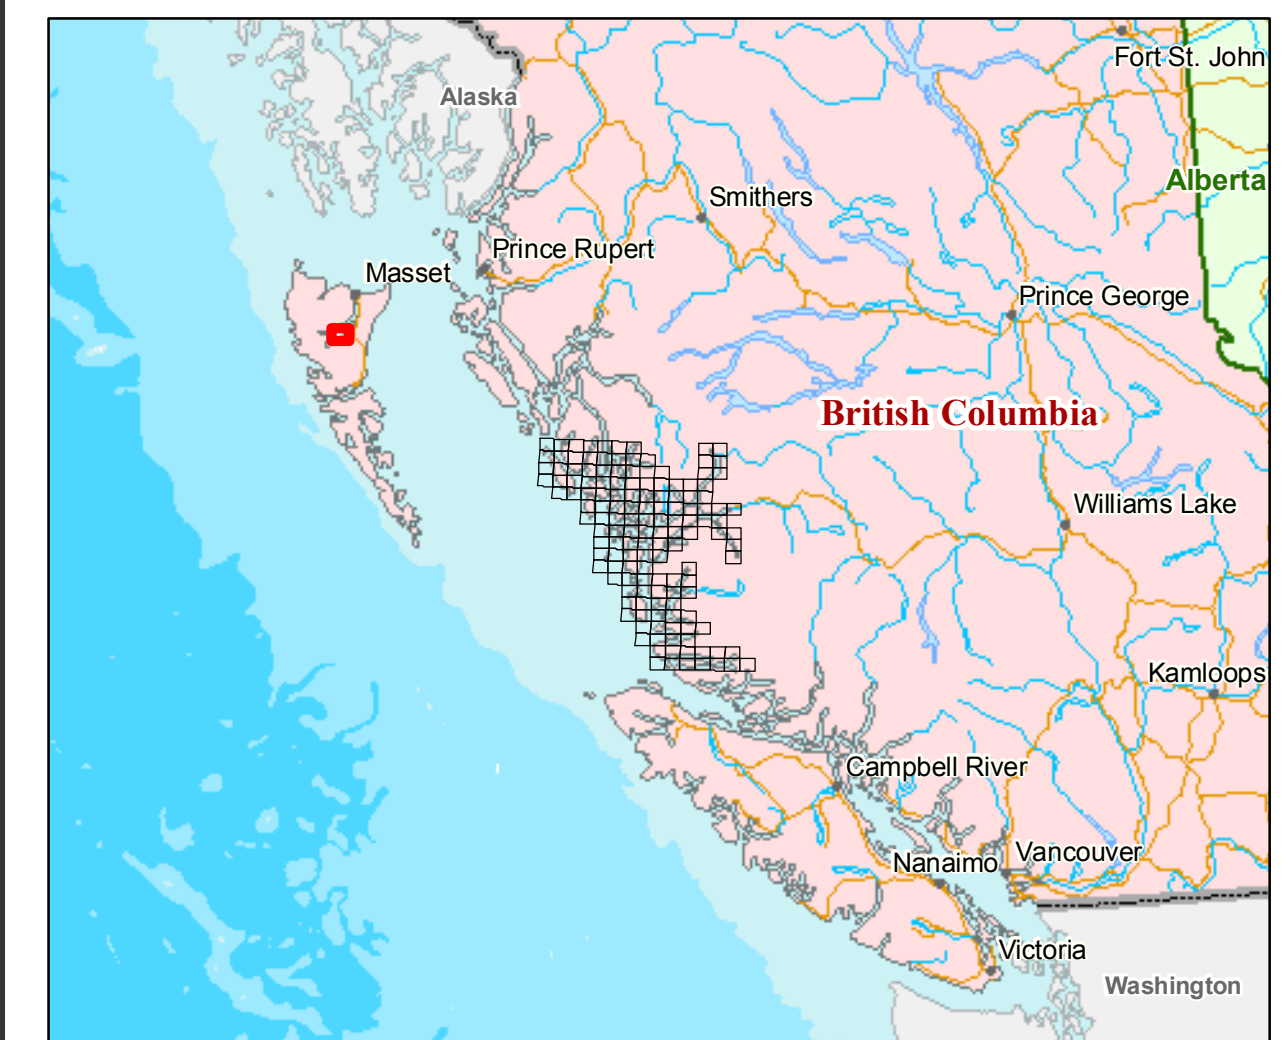 Fort St. John
Alaska
Alberta
Smithers
Prince Rupert
Masset
Prince George
British Columbia
Williams Lake
Kamloops
Campbell River
Vancouver
Nanaimo
Victoria
Washington